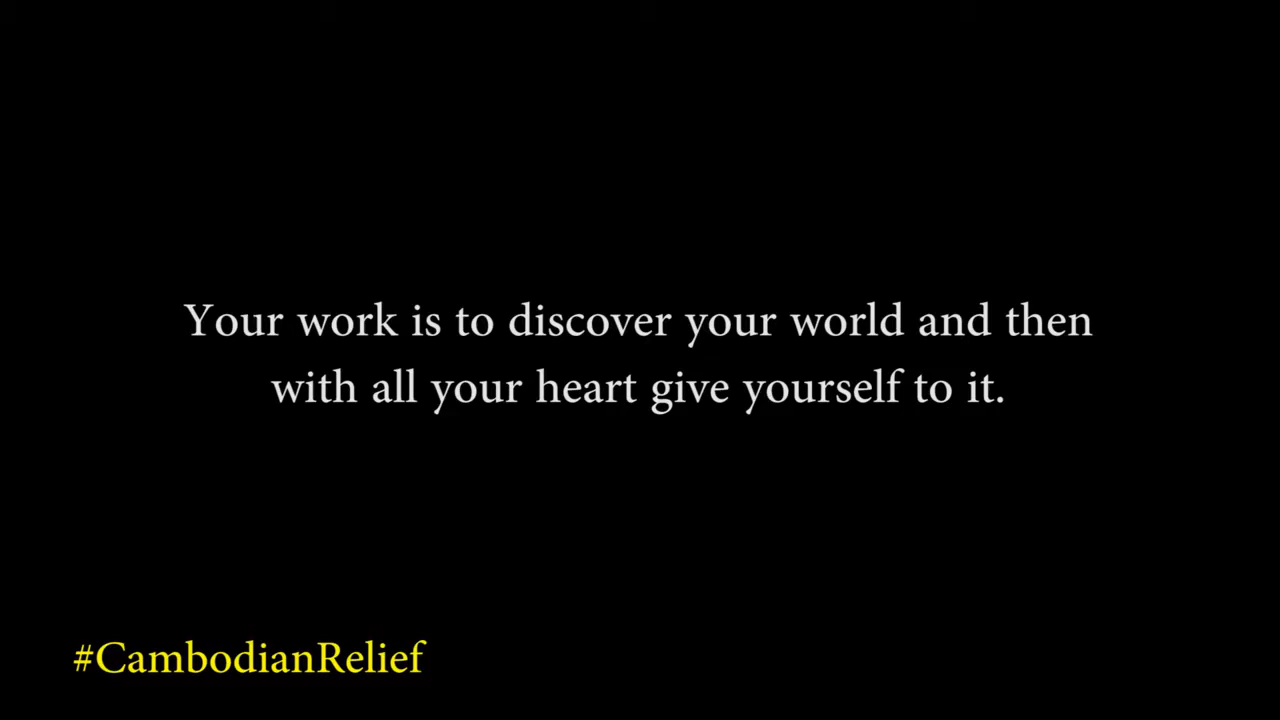 Your work is to discover your world and then
with all your heart give yourself to it.
#CambodianRelief